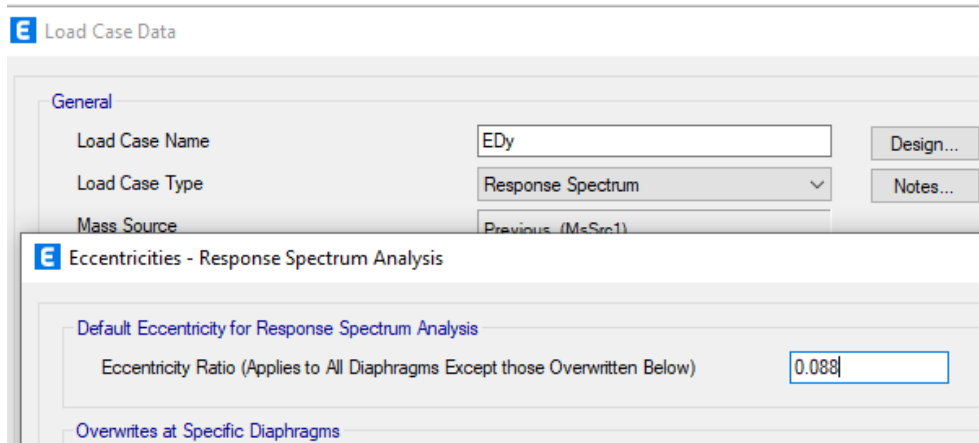 E Load Case Data
General
Load Case Name EDy Design...
Load Case Type Response Spectrum Notes...
Mass Source Previous (MsSrc1)
E Eccentricities - Response Spectrum Analysis
Default Eccentricity for Response Spectrum Analysis
Eccentricity Ratio (Applies to All Diaphragms Except those Overwritten Below) 0.088
Overwrites at Specific Diaphragms